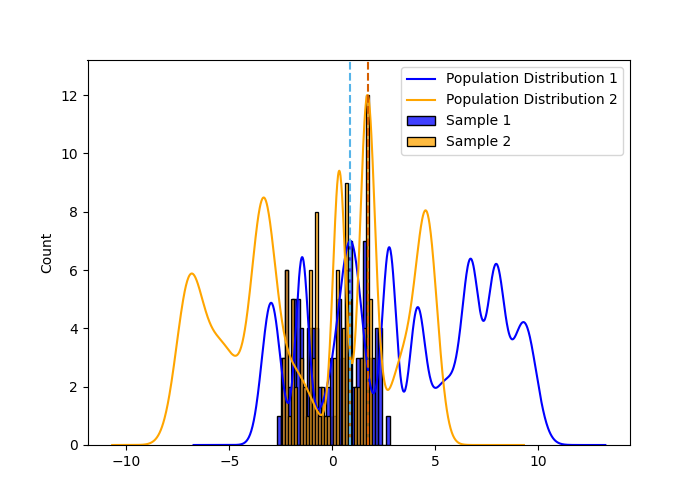 Population Distribution 1
Population Distribution 2
Sample 1
Sample 2
Count
12
10
8
6
4
2
0
−10
−5
0
5
10